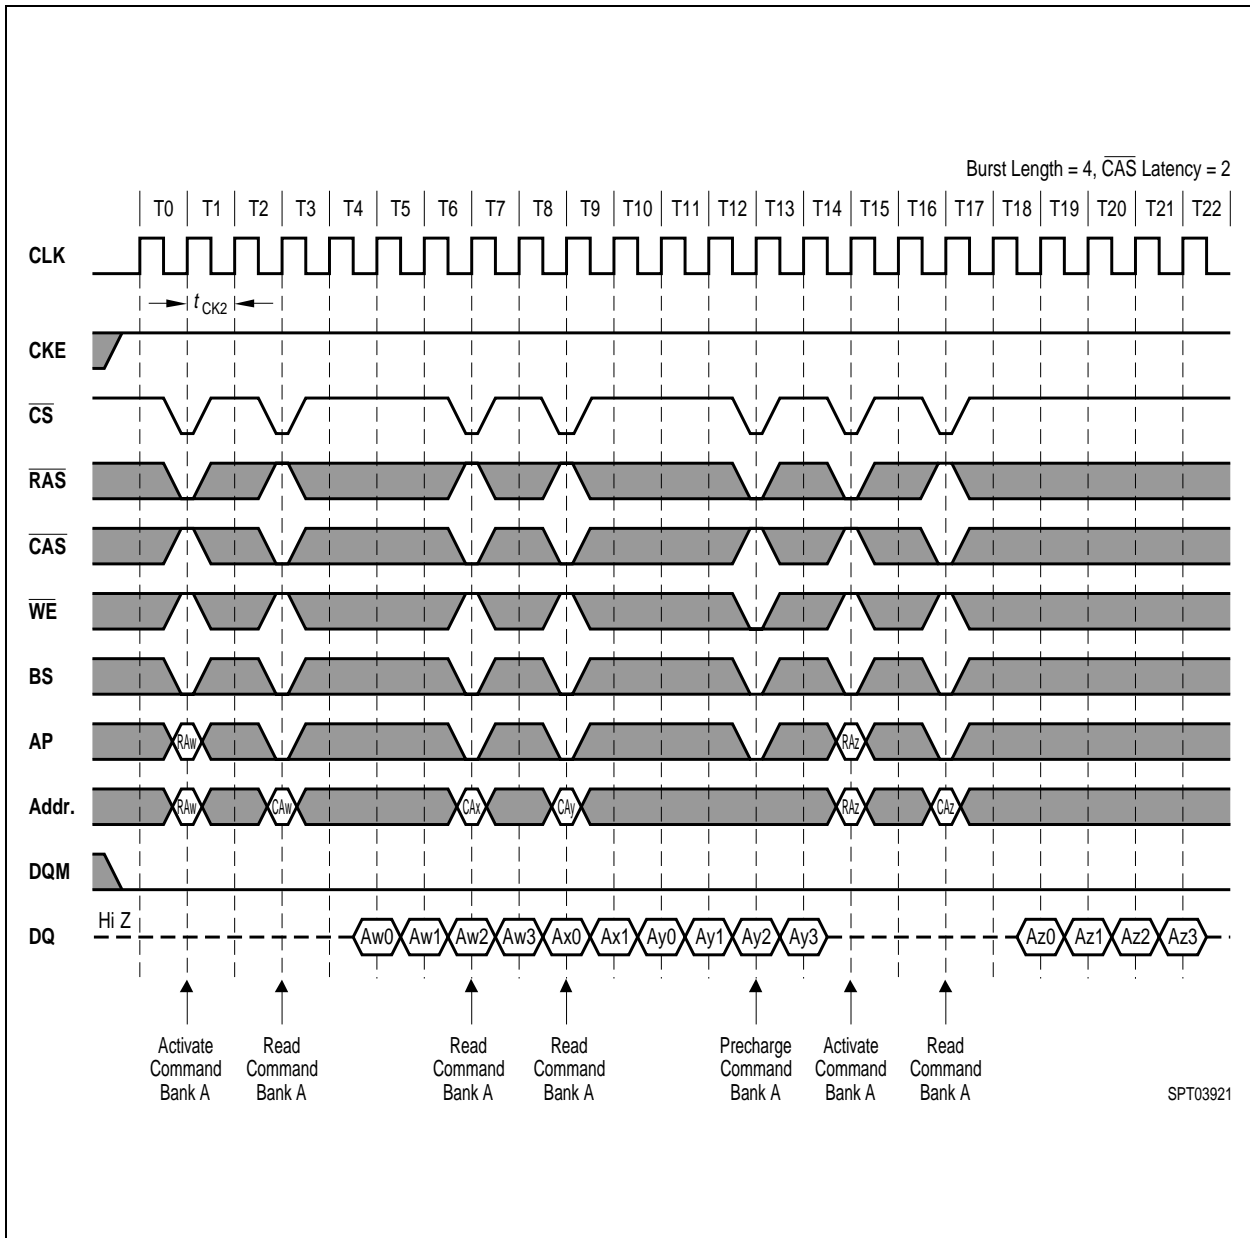 Burst Length = 4, CAS Latency = 2
T0 T1 T2 T3 T4 T5 T6 T7 T8 T9 T10 T11 T12 T13 T14 T15 T16 T17 T18 T19 T20 T21 T22
CLK
t CK2
CKE
CS
RAS
CAS
WE
BS
AP RAw RAz
Addr. RAw CAw CAx CAy RAz CAz
DQM
Hi Z
DQ Aw0 Aw1 Aw2 Aw3 Ax0 Ax1 Ay0 Ay1 Ay2 Ay3 Az0 Az1 Az2 Az3
Activate Read Read Read Precharge Activate Read
Command Command Command Command Command Command Command
Bank A Bank A Bank A Bank A Bank A Bank A Bank A
SPT03921